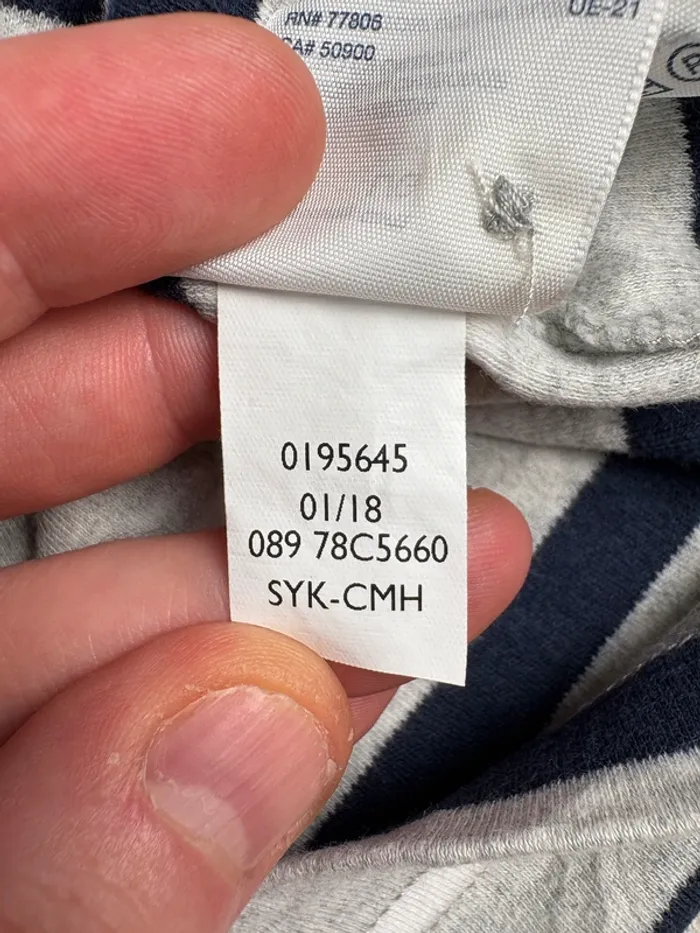 RN# 77806
CA# 50900
UE-21
0195645
01/18
089 78C5660
SYK-CMH